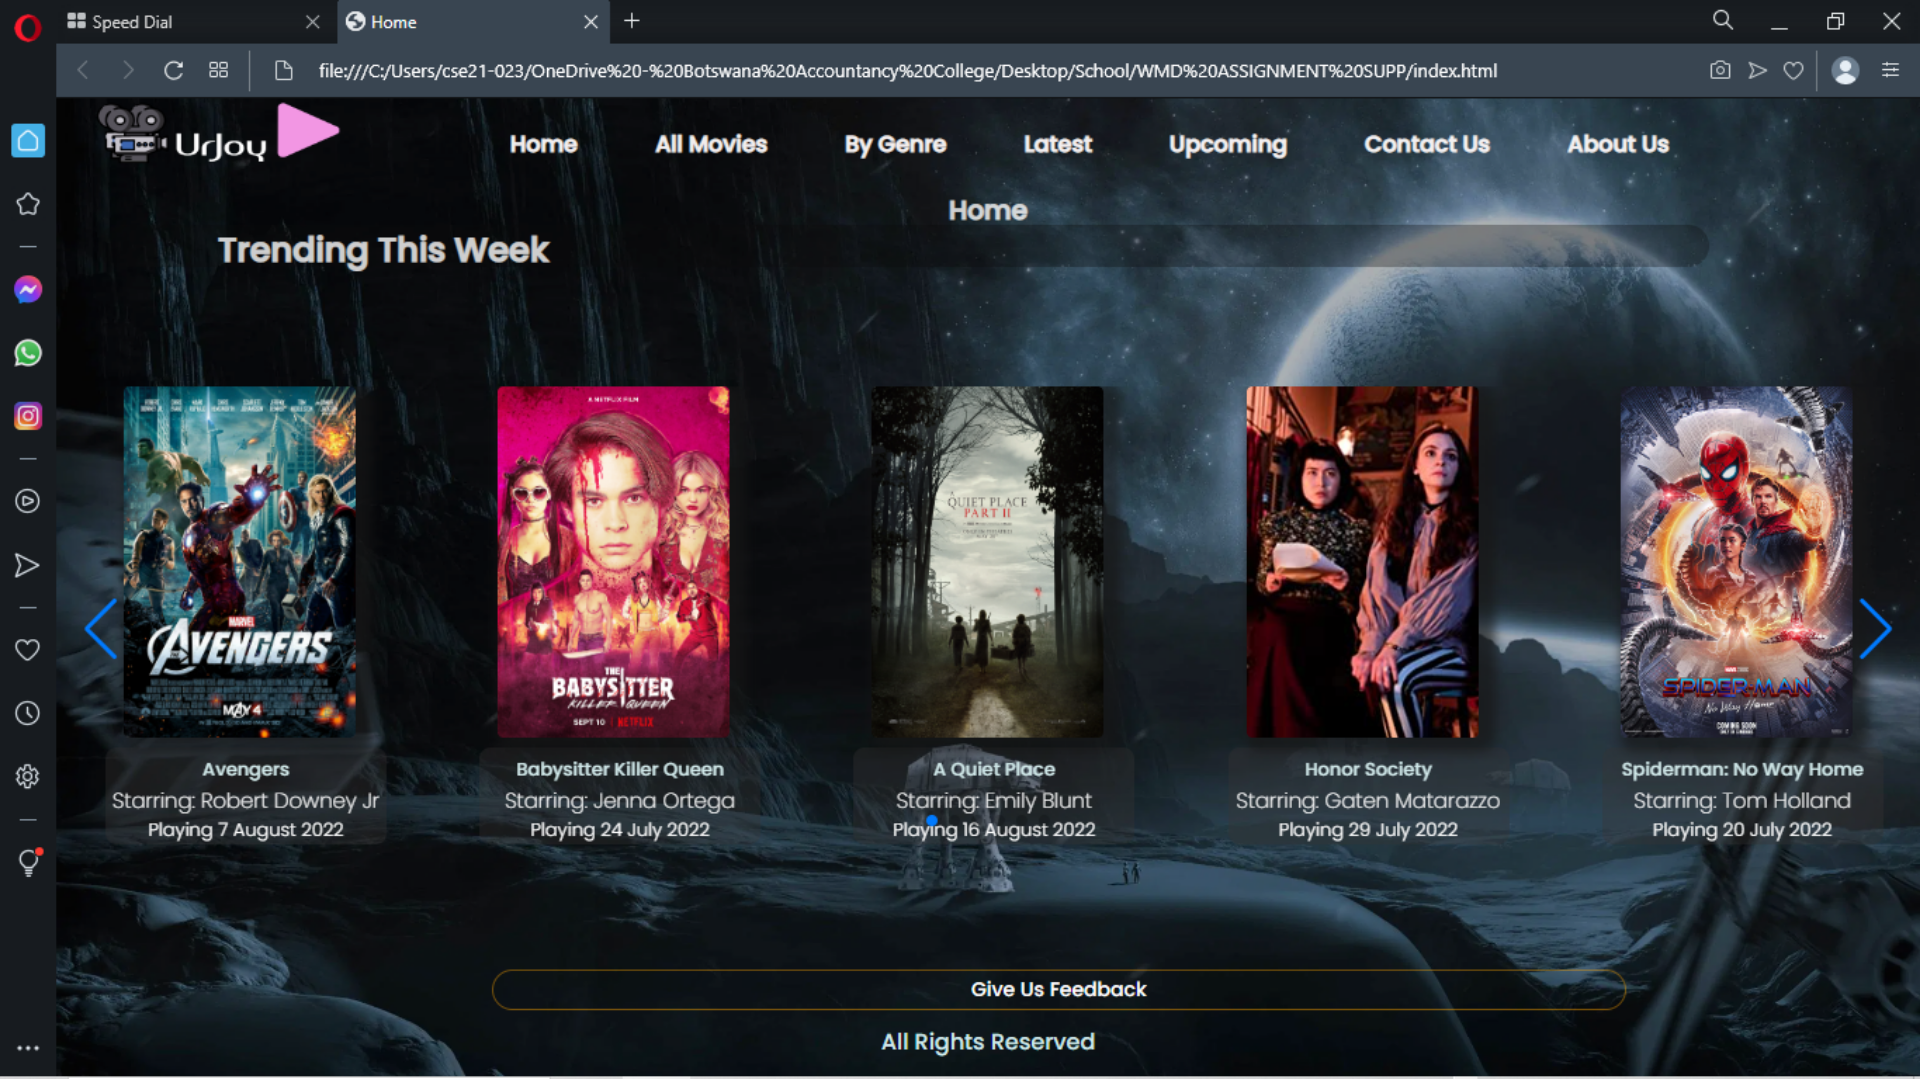 Speed Dial
Home
file:///C:/Users/cse21-023/OneDrive%20-%20Botswana%20Accountancy%20College/Desktop/School/WMD%20ASSIGNMENT%20SUPP/index.html
UrJoy
Home All Movies By Genre Latest Upcoming Contact Us About Us
Home
Trending This Week
MARVEL
AVENGERS
MAY 4
A NETFLIX FILM
THE
BABYSITTER
KILLER QUEEN
SEPT 10 NETFLIX
QUIET PLACE
PART II
SPIDER-MAN
No Way Home
COMING SOON
Avengers
Starring: Robert Downey Jr
Playing 7 August 2022
Babysitter Killer Queen
Starring: Jenna Ortega
Playing 24 July 2022
A Quiet Place
Starring: Emily Blunt
Playing 16 August 2022
Honor Society
Starring: Gaten Matarazzo
Playing 29 July 2022
Spiderman: No Way Home
Starring: Tom Holland
Playing 20 July 2022
Give Us Feedback
All Rights Reserved